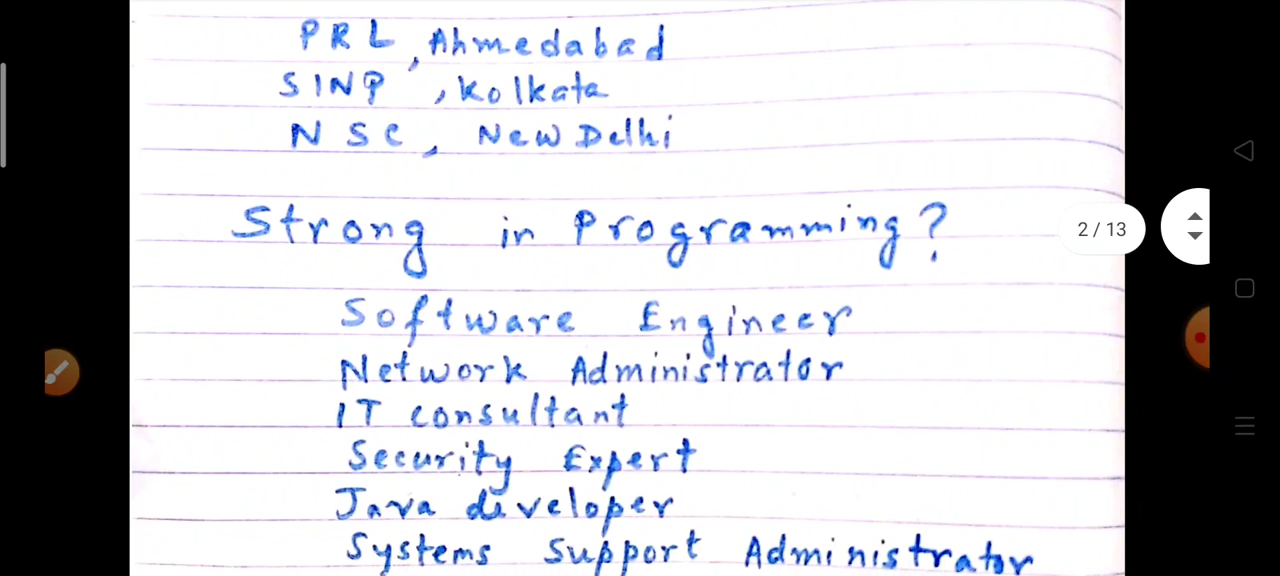 PRL, Ahmedabad
SINP, Kolkata
NSC, New Delhi
Strong in Programming?
2 / 13
Software Engineer
Network Administrator
IT consultant
Security Expert
Java developer
Systems Support Administrator